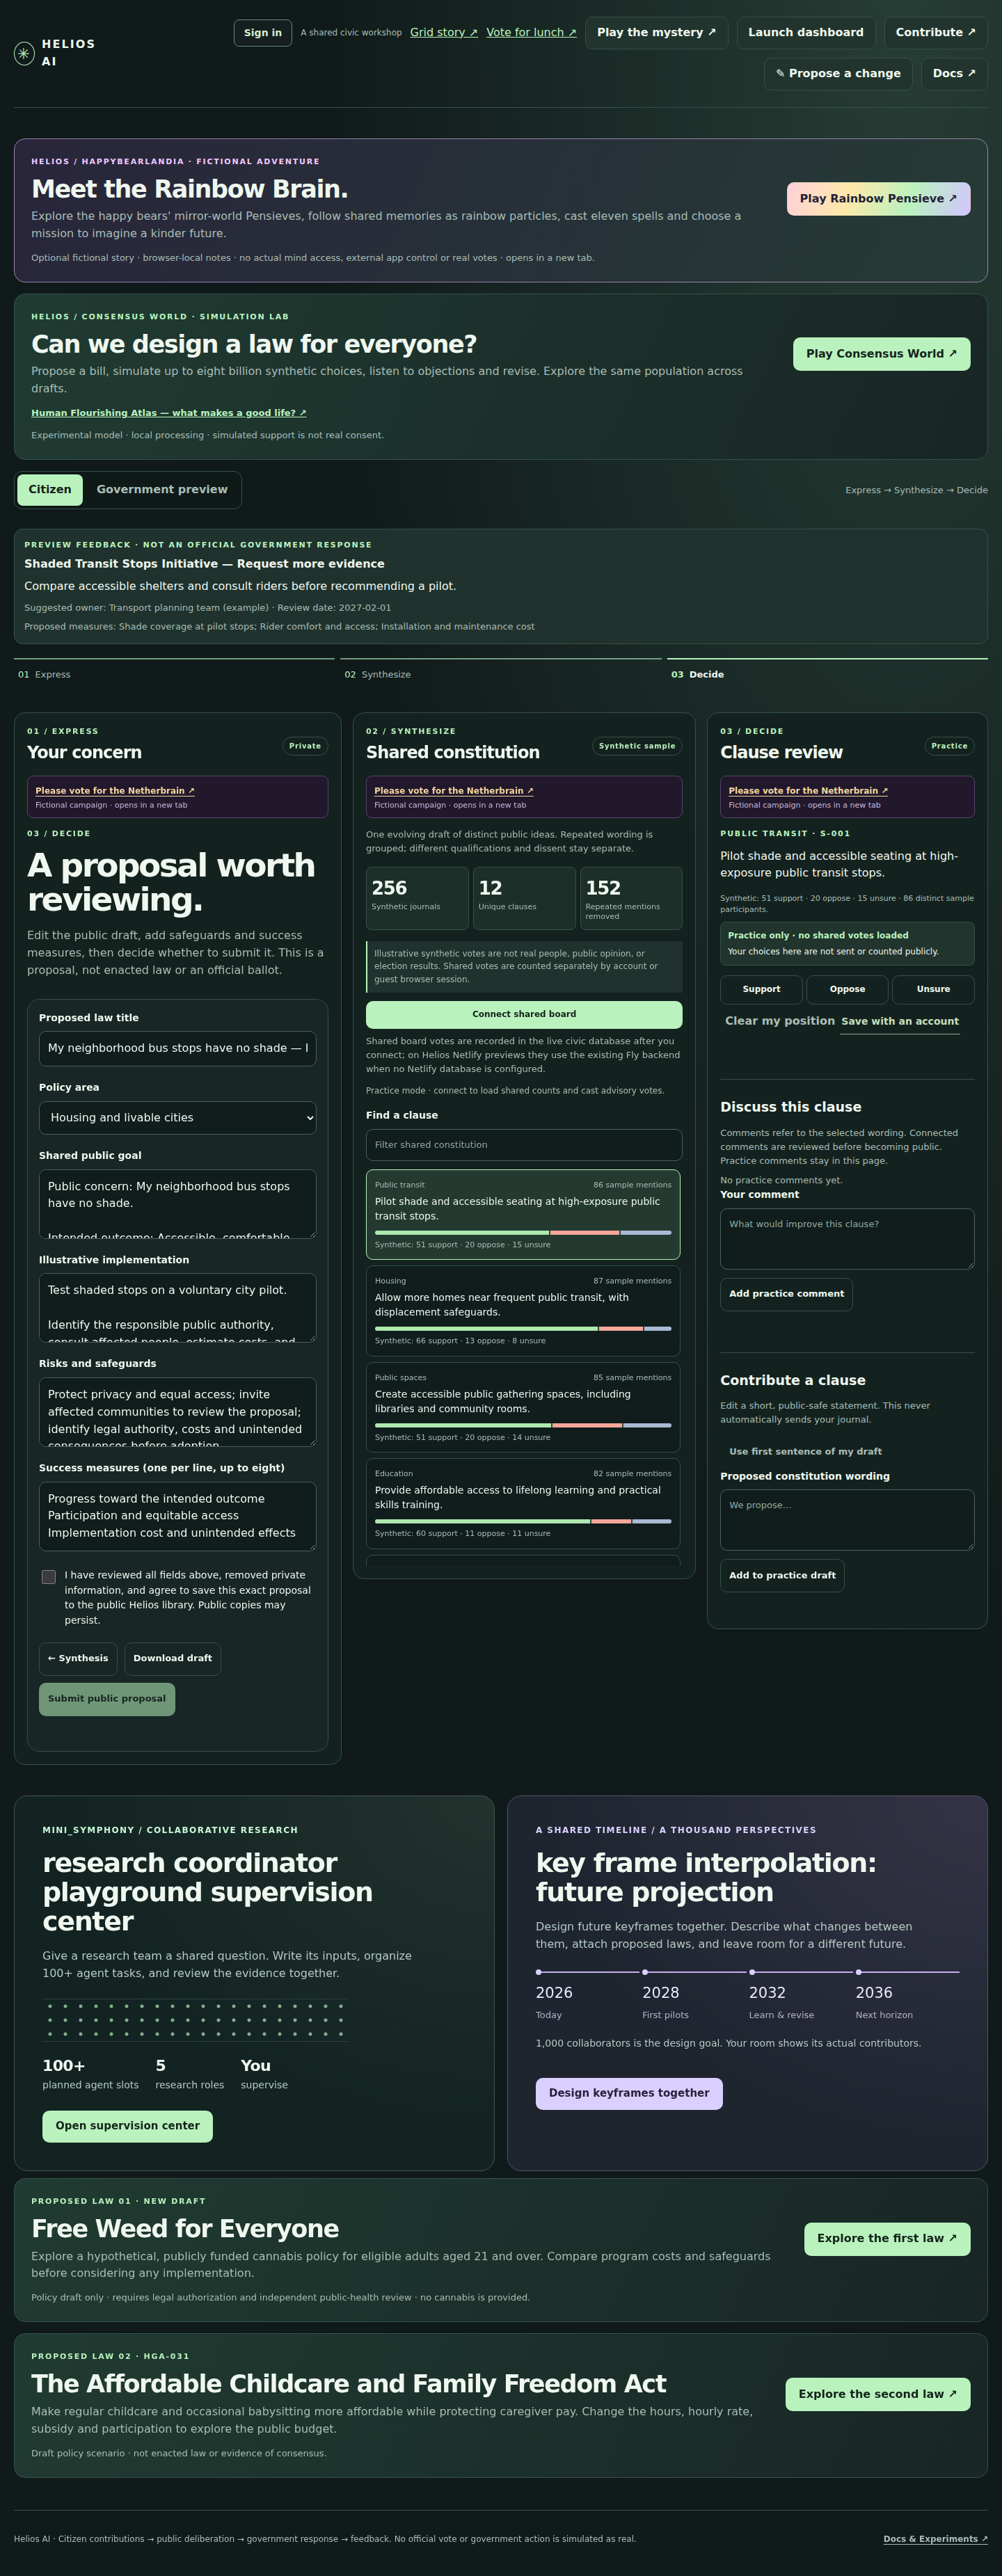 HELIOS
AI
Sign in
A shared civic workshop
Grid story ↗
Vote for lunch ↗
Play the mystery ↗
Launch dashboard
Contribute ↗
✎ Propose a change
Docs ↗
HELIOS / HAPPYBEARLANDIA · FICTIONAL ADVENTURE
Meet the Rainbow Brain.
Explore the happy bears' mirror-world Pensieves, follow shared memories as rainbow particles, cast eleven spells and choose a
mission to imagine a kinder future.
Optional fictional story · browser-local notes · no actual mind access, external app control or real votes · opens in a new tab.
Play Rainbow Pensieve ↗
HELIOS / CONSENSUS WORLD · SIMULATION LAB
Can we design a law for everyone?
Propose a bill, simulate up to eight billion synthetic choices, listen to objections and revise. Explore the same population across
drafts.
Human Flourishing Atlas — what makes a good life? ↗
Experimental model · local processing · simulated support is not real consent.
Play Consensus World ↗
Citizen
Government preview
Express → Synthesize → Decide
PREVIEW FEEDBACK · NOT AN OFFICIAL GOVERNMENT RESPONSE
Shaded Transit Stops Initiative — Request more evidence
Compare accessible shelters and consult riders before recommending a pilot.
Suggested owner: Transport planning team (example) · Review date: 2027-02-01
Proposed measures: Shade coverage at pilot stops; Rider comfort and access; Installation and maintenance cost
01 Express
02 Synthesize
03 Decide
01 / EXPRESS
Your concern
Private
Please vote for the Netherbrain ↗
Fictional campaign · opens in a new tab
03 / DECIDE
A proposal worth
reviewing.
Edit the public draft, add safeguards and success
measures, then decide whether to submit it. This is a
proposal, not enacted law or an official ballot.
Proposed law title
My neighborhood bus stops have no shade — I
Policy area
Housing and livable cities
Shared public goal
Public concern: My neighborhood bus stops
have no shade.
Intended outcome: Accessible, comfortable
Illustrative implementation
Test shaded stops on a voluntary city pilot.
Identify the responsible public authority,
consult affected people, estimate costs, and
Risks and safeguards
Protect privacy and equal access; invite
affected communities to review the proposal;
identify legal authority, costs and unintended
consequences before adoption
Success measures (one per line, up to eight)
Progress toward the intended outcome
Participation and equitable access
Implementation cost and unintended effects
I have reviewed all fields above, removed private
information, and agree to save this exact proposal
to the public Helios library. Public copies may
persist.
← Synthesis
Download draft
Submit public proposal
02 / SYNTHESIZE
Shared constitution
Synthetic sample
Please vote for the Netherbrain ↗
Fictional campaign · opens in a new tab
One evolving draft of distinct public ideas. Repeated wording is
grouped; different qualifications and dissent stay separate.
256
Synthetic journals
12
Unique clauses
152
Repeated mentions
removed
Illustrative synthetic votes are not real people, public opinion, or
election results. Shared votes are counted separately by account or
guest browser session.
Connect shared board
Shared board votes are recorded in the live civic database after you
connect; on Helios Netlify previews they use the existing Fly backend
when no Netlify database is configured.
Practice mode · connect to load shared counts and cast advisory votes.
Find a clause
Filter shared constitution
Public transit
86 sample mentions
Pilot shade and accessible seating at high-exposure public
transit stops.
Synthetic: 51 support · 20 oppose · 15 unsure
Housing
87 sample mentions
Allow more homes near frequent public transit, with
displacement safeguards.
Synthetic: 66 support · 13 oppose · 8 unsure
Public spaces
85 sample mentions
Create accessible public gathering spaces, including
libraries and community rooms.
Synthetic: 51 support · 20 oppose · 14 unsure
Education
82 sample mentions
Provide affordable access to lifelong learning and practical
skills training.
Synthetic: 60 support · 11 oppose · 11 unsure
03 / DECIDE
Clause review
Practice
Please vote for the Netherbrain ↗
Fictional campaign · opens in a new tab
PUBLIC TRANSIT · S-001
Pilot shade and accessible seating at high-
exposure public transit stops.
Synthetic: 51 support · 20 oppose · 15 unsure · 86 distinct sample
participants.
Practice only · no shared votes loaded
Your choices here are not sent or counted publicly.
Support
Oppose
Unsure
Clear my position
Save with an account
Discuss this clause
Comments refer to the selected wording. Connected
comments are reviewed before becoming public.
Practice comments stay in this page.
No practice comments yet.
Your comment
What would improve this clause?
Add practice comment
Contribute a clause
Edit a short, public-safe statement. This never
automatically sends your journal.
Use first sentence of my draft
Proposed constitution wording
We propose…
Add to practice draft
MINI_SYMPHONY / COLLABORATIVE RESEARCH
research coordinator
playground supervision
center
Give a research team a shared question. Write its inputs, organize
100+ agent tasks, and review the evidence together.
100+
planned agent slots
5
research roles
You
supervise
Open supervision center
A SHARED TIMELINE / A THOUSAND PERSPECTIVES
key frame interpolation:
future projection
Design future keyframes together. Describe what changes between
them, attach proposed laws, and leave room for a different future.
2026
Today
2028
First pilots
2032
Learn & revise
2036
Next horizon
1,000 collaborators is the design goal. Your room shows its actual contributors.
Design keyframes together
PROPOSED LAW 01 · NEW DRAFT
Free Weed for Everyone
Explore a hypothetical, publicly funded cannabis policy for eligible adults aged 21 and over. Compare program costs and safeguards
before considering any implementation.
Policy draft only · requires legal authorization and independent public-health review · no cannabis is provided.
Explore the first law ↗
PROPOSED LAW 02 · HGA-031
The Affordable Childcare and Family Freedom Act
Make regular childcare and occasional babysitting more affordable while protecting caregiver pay. Change the hours, hourly rate,
subsidy and participation to explore the public budget.
Draft policy scenario · not enacted law or evidence of consensus.
Explore the second law ↗
Helios AI · Citizen contributions → public deliberation → government response → feedback. No official vote or government action is simulated as real.
Docs & Experiments ↗